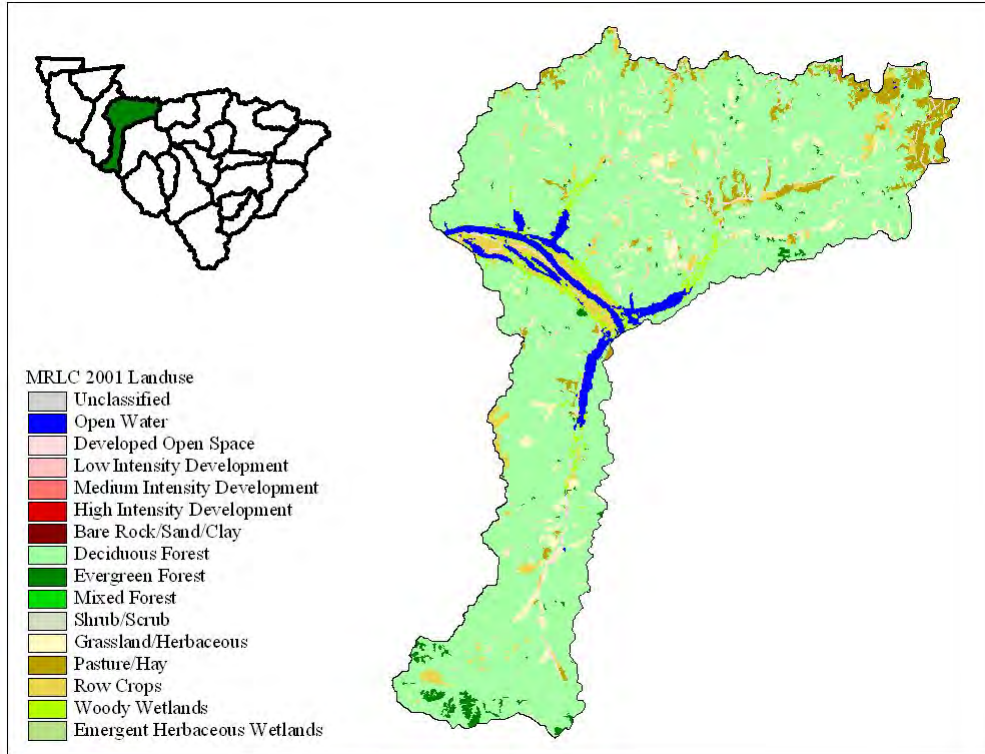 MRLC 2001 Landuse
Unclassified
Open Water
Developed Open Space
Low Intensity Development
Medium Intensity Development
High Intensity Development
Bare Rock/Sand/Clay
Deciduous Forest
Evergreen Forest
Mixed Forest
Shrub/Scrub
Grassland/Herbaceous
Pasture/Hay
Row Crops
Woody Wetlands
Emergent Herbaceous Wetlands